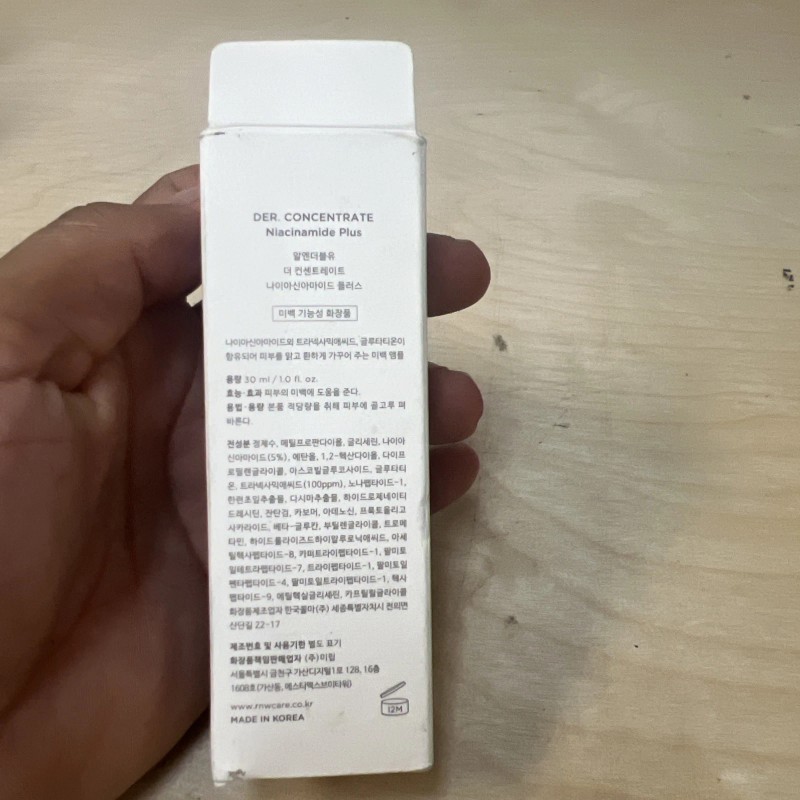 DER. CONCENTRATE
Niacinamide Plus
알앤더블유
더 컨센트레이트
나이아신아마이드 플러스
미백 기능성 화장품
나이아신아마이드와 트라넥사믹애씨드, 글루타티온이
함유되어 피부를 맑고 환하게 가꾸어 주는 미백 앰플
용량 30 ml / 1.0 fl. oz.
효능·효과 피부의 미백에 도움을 준다.
용법·용량 본품 적당량을 취해 피부에 골고루 펴
바른다.
전성분 정제수, 메틸프로판다이올, 글리세린, 나이아
신아마이드(5%), 에탄올, 1,2-헥산다이올, 다이프
로필렌글라이콜, 아스코빌글루코사이드, 글루타티
온, 트라넥사믹애씨드(100ppm), 노나펩타이드-1,
한련초잎추출물, 다시마추출물, 하이드로제네이티
드레시틴, 잔탄검, 카보머, 아데노신, 프룩토올리고
사카라이드, 베타-글루칸, 부틸렌글라이콜, 트로메
타민, 하이드롤라이즈드하이알루로닉애씨드, 아세
틸헥사펩타이드-8, 카퍼트라이펩타이드-1, 팔미토
일테트라펩타이드-7, 트라이펩타이드-1, 팔미토일
펜타펩타이드-4, 팔미토일트라이펩타이드-1, 헥사
펩타이드-9, 에틸헥실글리세린, 카프릴릴글라이콜
화장품제조업자 한국콜마(주) 세종특별자치시 전의면
산단길 22-17
제조번호 및 사용기한 별도 표기
화장품책임판매업자 (주)미립
서울특별시 금천구 가산디지털1로 128, 16층
1608호(가산동, 에스티엑스브이타워)
www.rnwcare.co.kr
MADE IN KOREA
12M